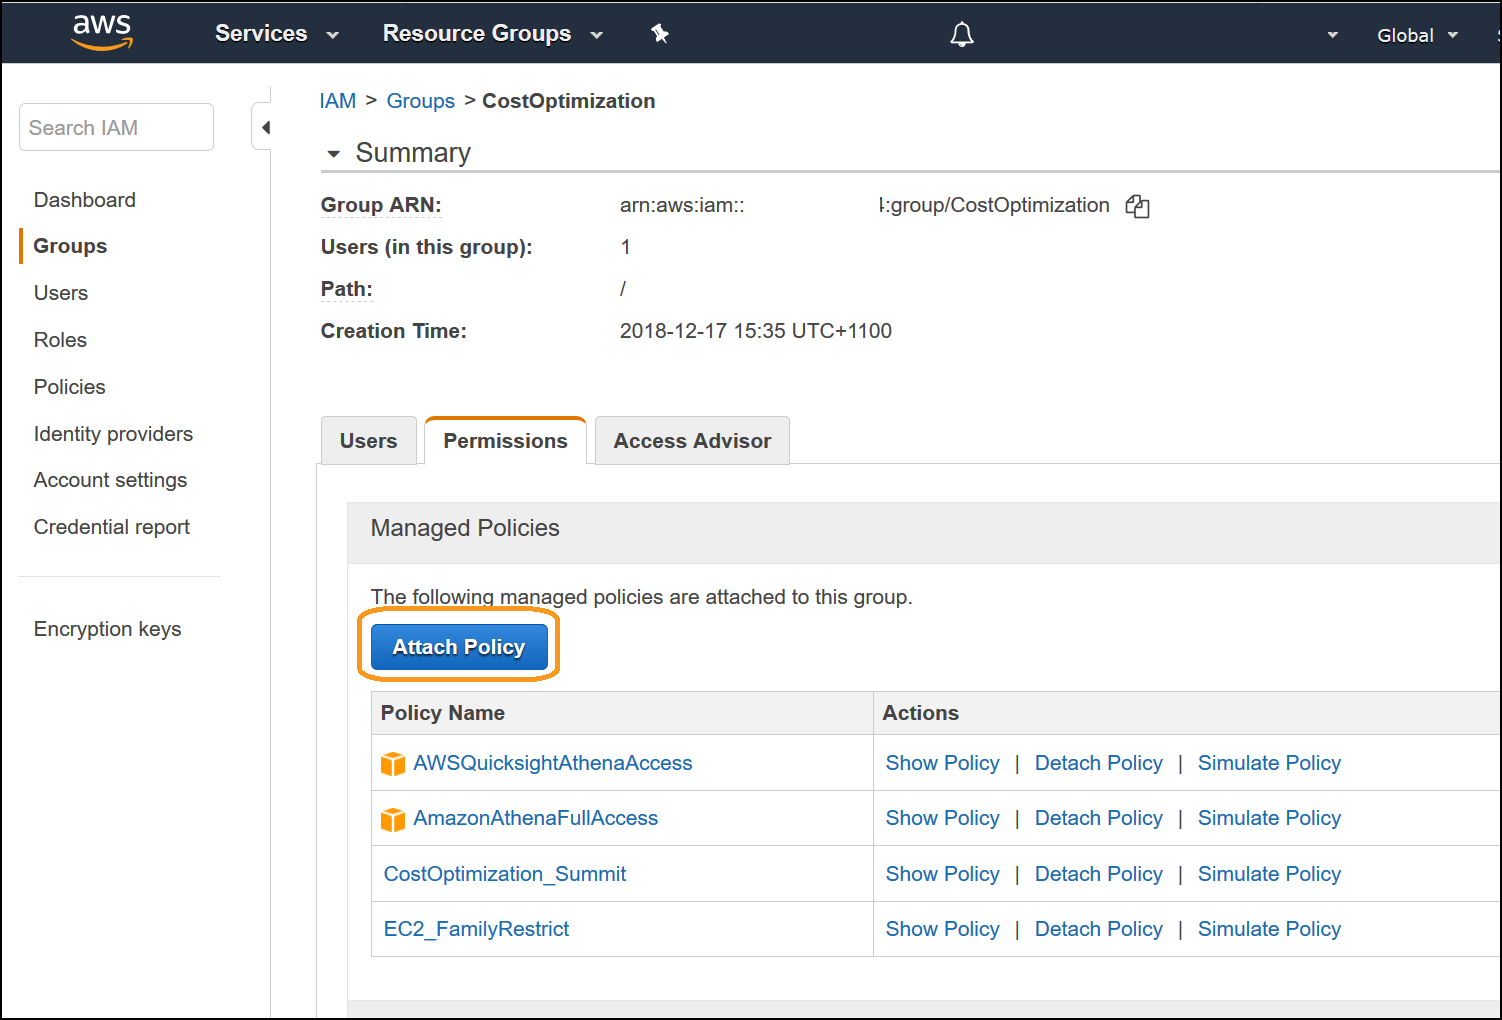 aws Services Resource Groups Global
Search IAM
IAM > Groups > CostOptimization
Summary
Dashboard
Groups
Users
Roles
Policies
Identity providers
Account settings
Credential report
Encryption keys
Group ARN: arn:aws:iam:: :group/CostOptimization
Users (in this group): 1
Path: /
Creation Time: 2018-12-17 15:35 UTC+1100
Users Permissions Access Advisor
Managed Policies
The following managed policies are attached to this group.
Attach Policy
Policy Name Actions
AWSQuicksightAthenaAccess Show Policy | Detach Policy | Simulate Policy
AmazonAthenaFullAccess Show Policy | Detach Policy | Simulate Policy
CostOptimization_Summit Show Policy | Detach Policy | Simulate Policy
EC2_FamilyRestrict Show Policy | Detach Policy | Simulate Policy